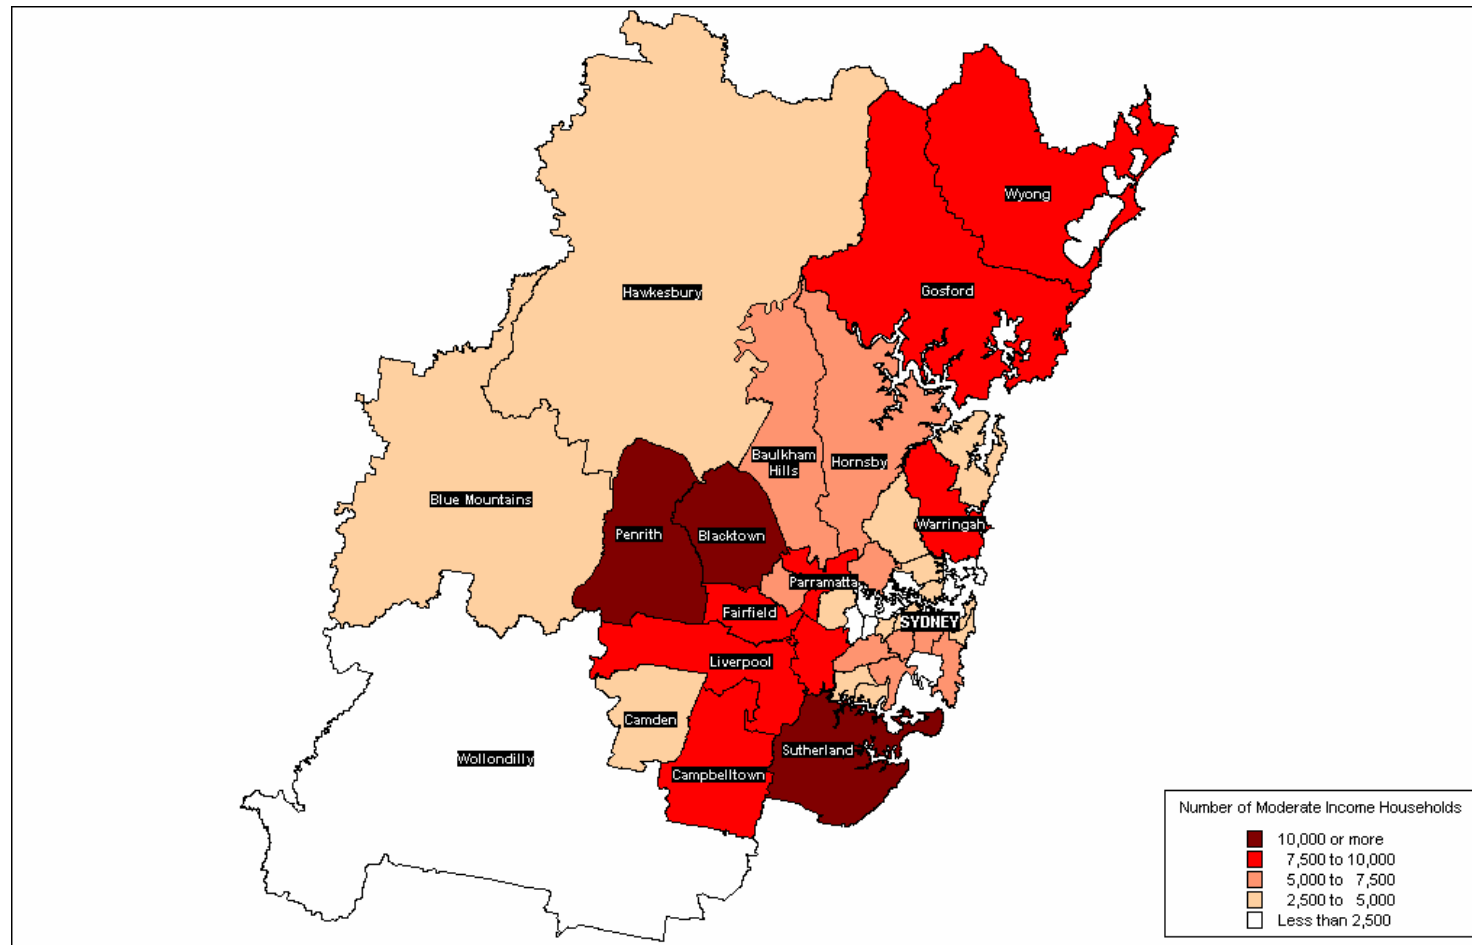 Wyong
Hawkesbury
Gosford
Baulkham
Hills
Hornsby
Blue Mountains
Warringah
Penrith
Blacktown
Parramatta
Fairfield
SYDNEY
Liverpool
Camden
Sutherland
Wollondilly
Campbelltown
Number of Moderate Income Households
10,000 or more
7,500 to 10,000
5,000 to 7,500
2,500 to 5,000
Less than 2,500